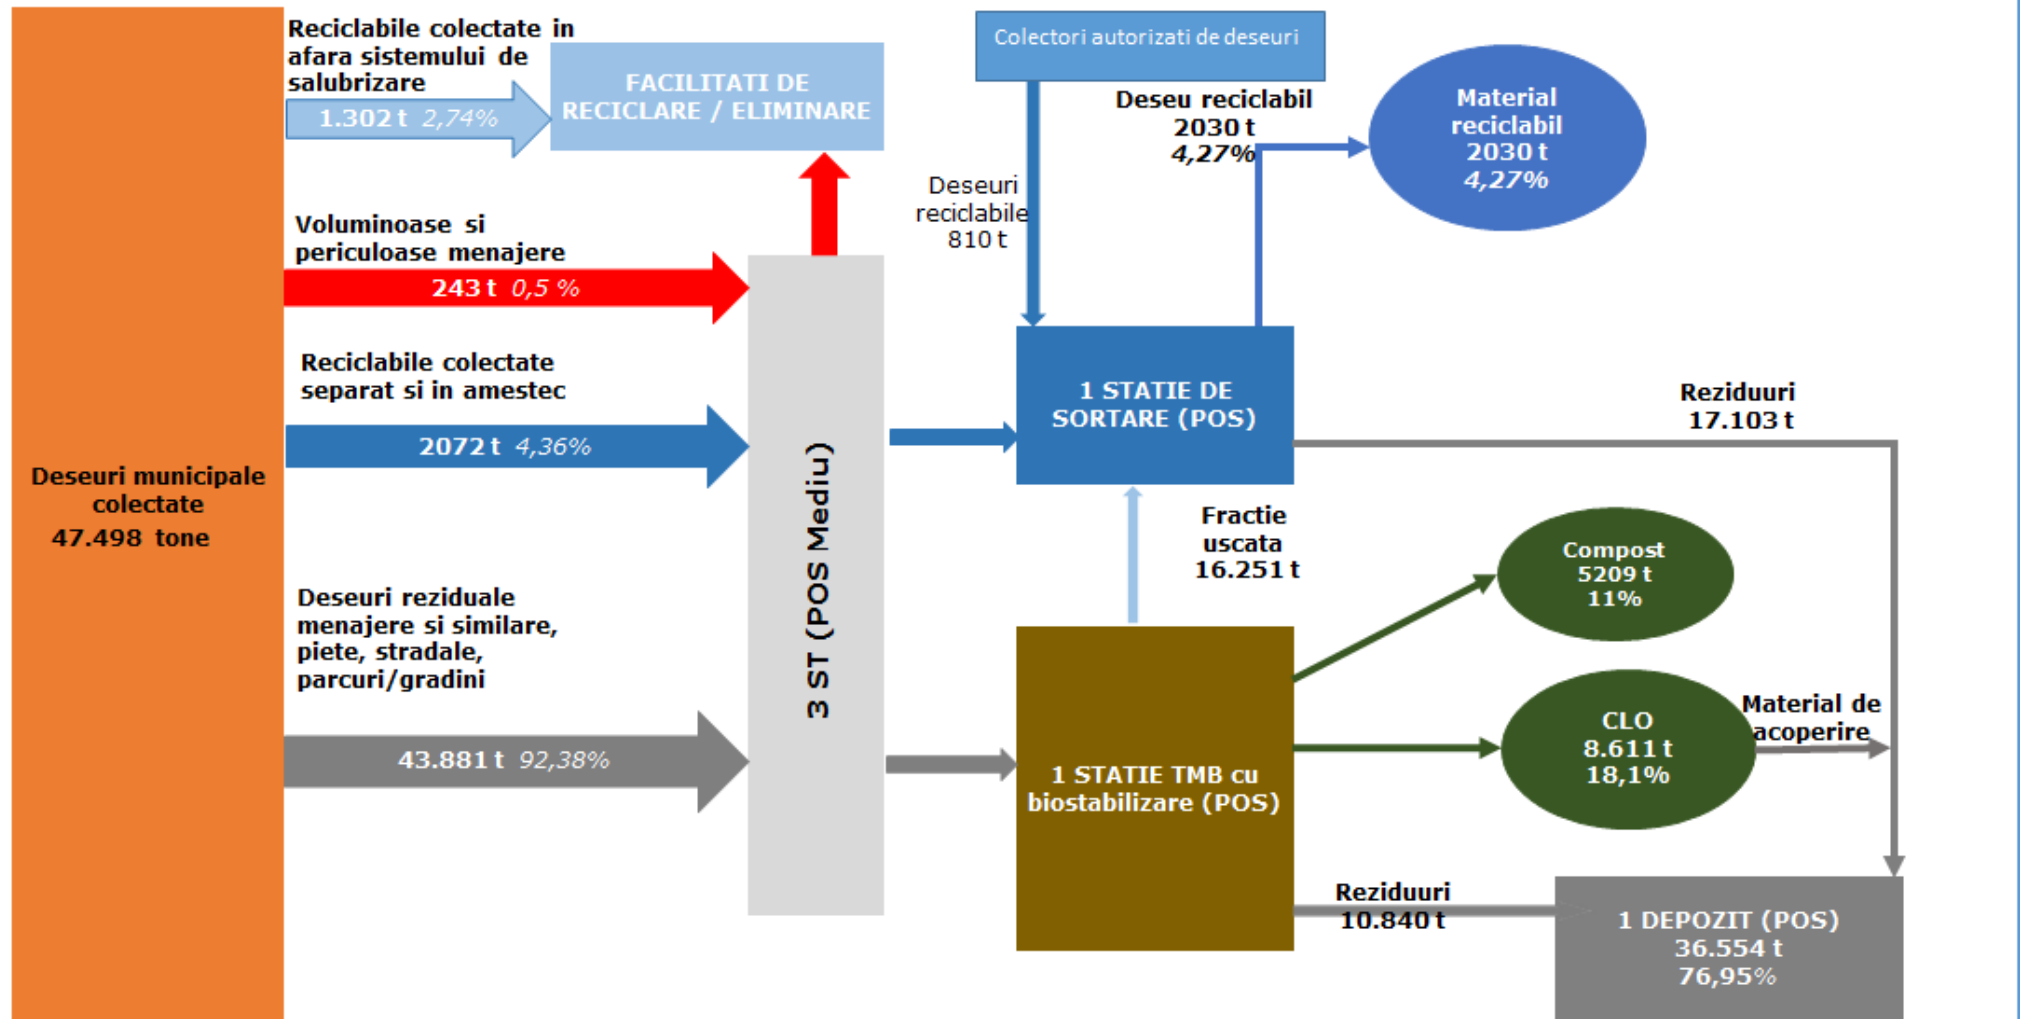 Deseuri municipale
colectate
47.498 tone
Reciclabile colectate in
afara sistemului de
salubrizare
1.302 t 2,74%
FACILITATI DE
RECICLARE / ELIMINARE
Voluminoase si
periculoase menajere
243 t 0,5 %
Reciclabile colectate
separat si in amestec
2072 t 4,36%
Deseuri reziduale
menajere si similare,
piete, stradale,
parcuri/gradini
43.881 t 92,38%
3 ST (POS Mediu)
Colectori autorizati de deseuri
Deseuri
reciclabile
810 t
Deseu reciclabil
2030 t
4,27%
Material
reciclabil
2030 t
4,27%
1 STATIE DE
SORTARE (POS)
Reziduuri
17.103 t
Fractie
uscata
16.251 t
Compost
5209 t
11%
1 STATIE TMB cu
biostabilizare (POS)
CLO
8.611 t
18,1%
Material de
acoperire
Reziduuri
10.840 t
1 DEPOZIT (POS)
36.554 t
76,95%